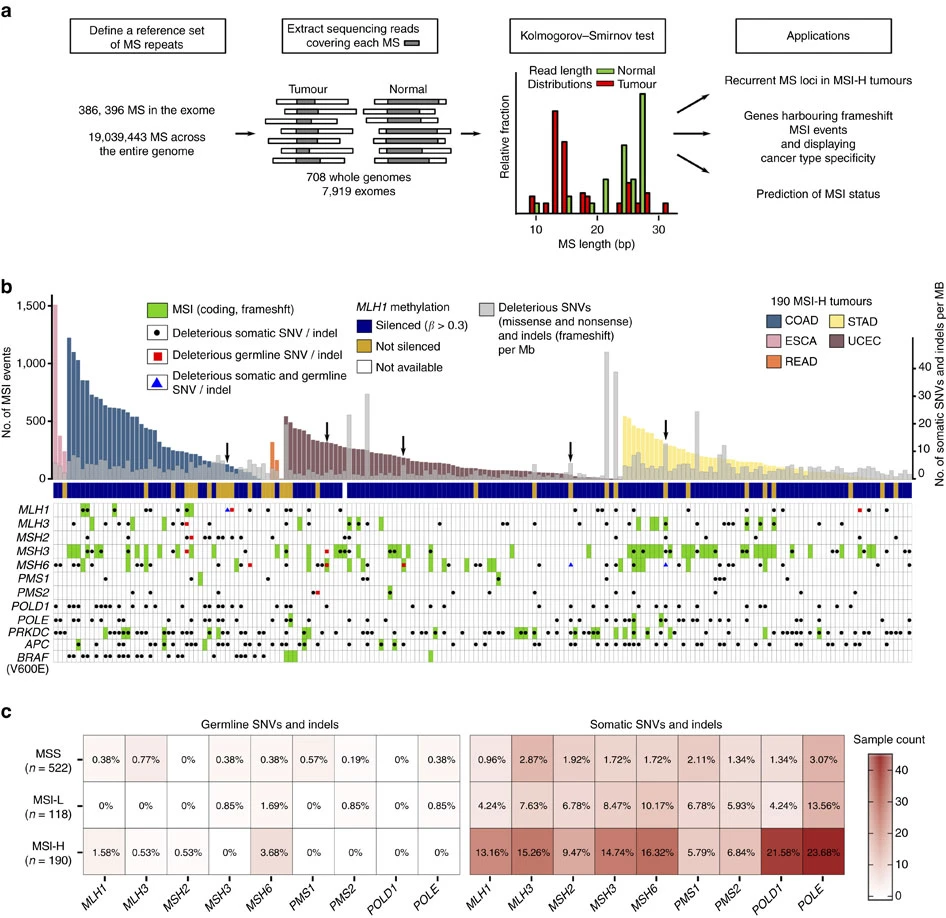 a
Define a reference set
of MS repeats
Extract sequencing reads
covering each MS
Kolmogorov–Smirnov test
Applications
386, 396 MS in the exome
19,039,443 MS across
the entire genome
Tumour
Normal
708 whole genomes
7,919 exomes
Read length
Distributions
Normal
Tumour
Relative fraction
10
20
30
MS length (bp)
Recurrent MS loci in MSI-H tumours
Genes harbouring frameshift
MSI events
and displaying
cancer type specificity
Prediction of MSI status
b
1,500
1,000
500
0
No. of MSI events
MSI (coding, frameshft)
Deleterious somatic SNV / indel
Deleterious germline SNV / indel
Deleterious somatic and germline
SNV / indel
MLH1 methylation
Silenced (β > 0.3)
Not silenced
Not available
Deleterious SNVs
(missense and nonsense)
and indels (frameshift)
per Mb
190 MSI-H tumours
COAD
STAD
ESCA
UCEC
READ
40
30
20
10
0
No. of somatic SNVs and indels per MB
MLH1
MLH3
MSH2
MSH3
MSH6
PMS1
PMS2
POLD1
POLE
PRKDC
APC
BRAF
(V600E)
c
Germline SNVs and indels
Somatic SNVs and indels
MSS
(n = 522)
0.38% 0.77% 0% 0.38% 0.38% 0.57% 0.19% 0% 0.38%
0.96% 2.87% 1.92% 1.72% 1.72% 2.11% 1.34% 1.34% 3.07%
MSI-L
(n = 118)
0% 0% 0% 0.85% 1.69% 0% 0.85% 0% 0.85%
4.24% 7.63% 6.78% 8.47% 10.17% 6.78% 5.93% 4.24% 13.56%
MSI-H
(n = 190)
1.58% 0.53% 0.53% 0% 3.68% 0% 0% 0% 0%
13.16% 15.26% 9.47% 14.74% 16.32% 5.79% 6.84% 21.58% 23.68%
MLH1 MLH3 MSH2 MSH3 MSH6 PMS1 PMS2 POLD1 POLE
MLH1 MLH3 MSH2 MSH3 MSH6 PMS1 PMS2 POLD1 POLE
Sample count
40
30
20
10
0